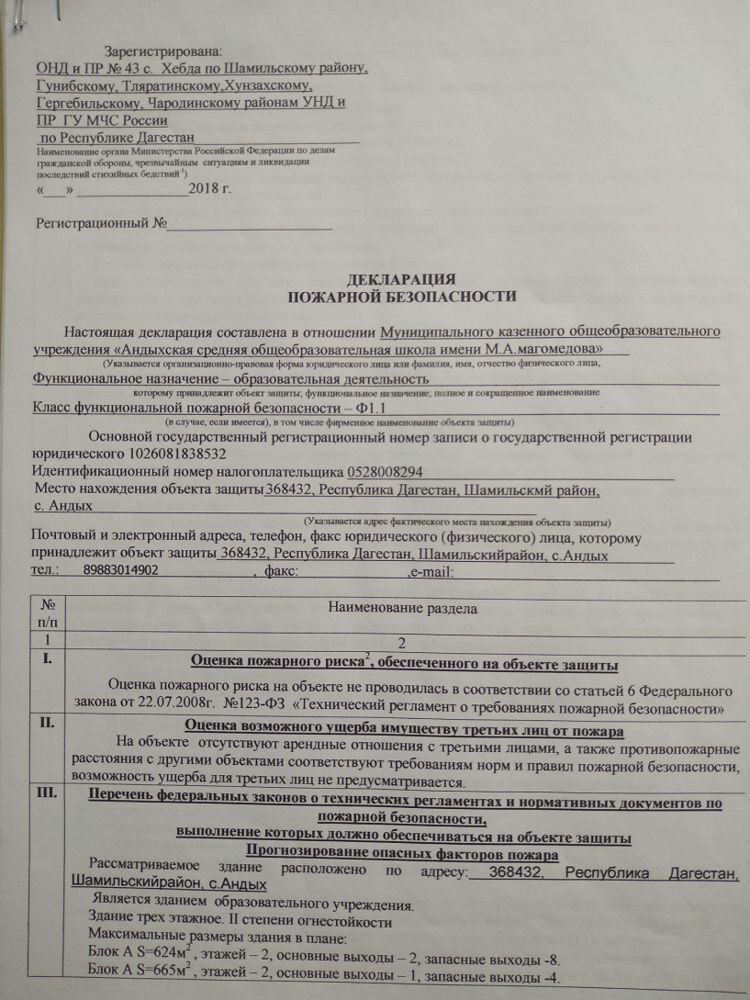 Зарегистрирована:
ОНД и ПР № 43 с. Хебда по Шамильскому району,
Гунибскому, Тляратинскому,Хунзахскому,
Гергебильскому, Чародинскому районам УНД и
ПР ГУ МЧС России
по Республике Дагестан
Наименование органа Министерства Российской Федерации по делам
гражданской обороны, чрезвычайным ситуациям и ликвидации
последствий стихийных бедствий ¹)
«___» _______________2018 г.
Регистрационный №______________________
ДЕКЛАРАЦИЯ
ПОЖАРНОЙ БЕЗОПАСНОСТИ
Настоящая декларация составлена в отношении Муниципального казенного общеобразовательного
учреждения «Андыхская средняя общеобразовательная школа имени М.А.магомедова»
(Указывается организационно-правовая форма юридического лица или фамилия, имя, отчество физического лица,
Функциональное назначение – образовательная деятельность
которому принадлежит объект защиты; функциональное назначение; полное и сокращенное наименование
Класс функциональной пожарной безопасности – Ф1.1
(в случае, если имеется), в том числе фирменное наименование объекта защиты)
Основной государственный регистрационный номер записи о государственной регистрации
юридического 1026081838532
Идентификационный номер налогоплательщика 0528008294
Место нахождения объекта защиты368432, Республика Дагестан, Шамильскмй район,
с. Андых
(Указывается адрес фактического места нахождения объекта защиты)
Почтовый и электронный адреса, телефон, факс юридического (физического) лица, которому
принадлежит объект защиты 368432, Республика Дагестан, Шамильскийрайон, с.Андых
тел.: 89883014902 , факс: ,e-mail:
№ Наименование раздела
п/п
1 2
I. Оценка пожарного риска², обеспеченного на объекте защиты
Оценка пожарного риска на объекте не проводилась в соответствии со статьей 6 Федерального
закона от 22.07.2008г. №123-ФЗ «Технический регламент о требованиях пожарной безопасности»
II. Оценка возможного ущерба имуществу третьих лиц от пожара
На объекте отсутствуют арендные отношения с третьими лицами, а также противопожарные
расстояния с другими объектами соответствуют требованиям норм и правил пожарной безопасности,
возможность ущерба для третьих лиц не предусматривается.
III. Перечень федеральных законов о технических регламентах и нормативных документов по
пожарной безопасности,
выполнение которых должно обеспечиваться на объекте защиты
Прогнозирование опасных факторов пожара
Рассматриваемое здание расположено по адресу: 368432, Республика Дагестан,
Шамильскийрайон, с.Андых
Является зданием образовательного учреждения.
Здание трех этажное. II степени огнестойкости
Максимальные размеры здания в плане:
Блок А S=624м² , этажей – 2, основные выходы – 2, запасные выходы -8.
Блок А S=665м² , этажей – 2, основные выходы – 1, запасные выходы -4.